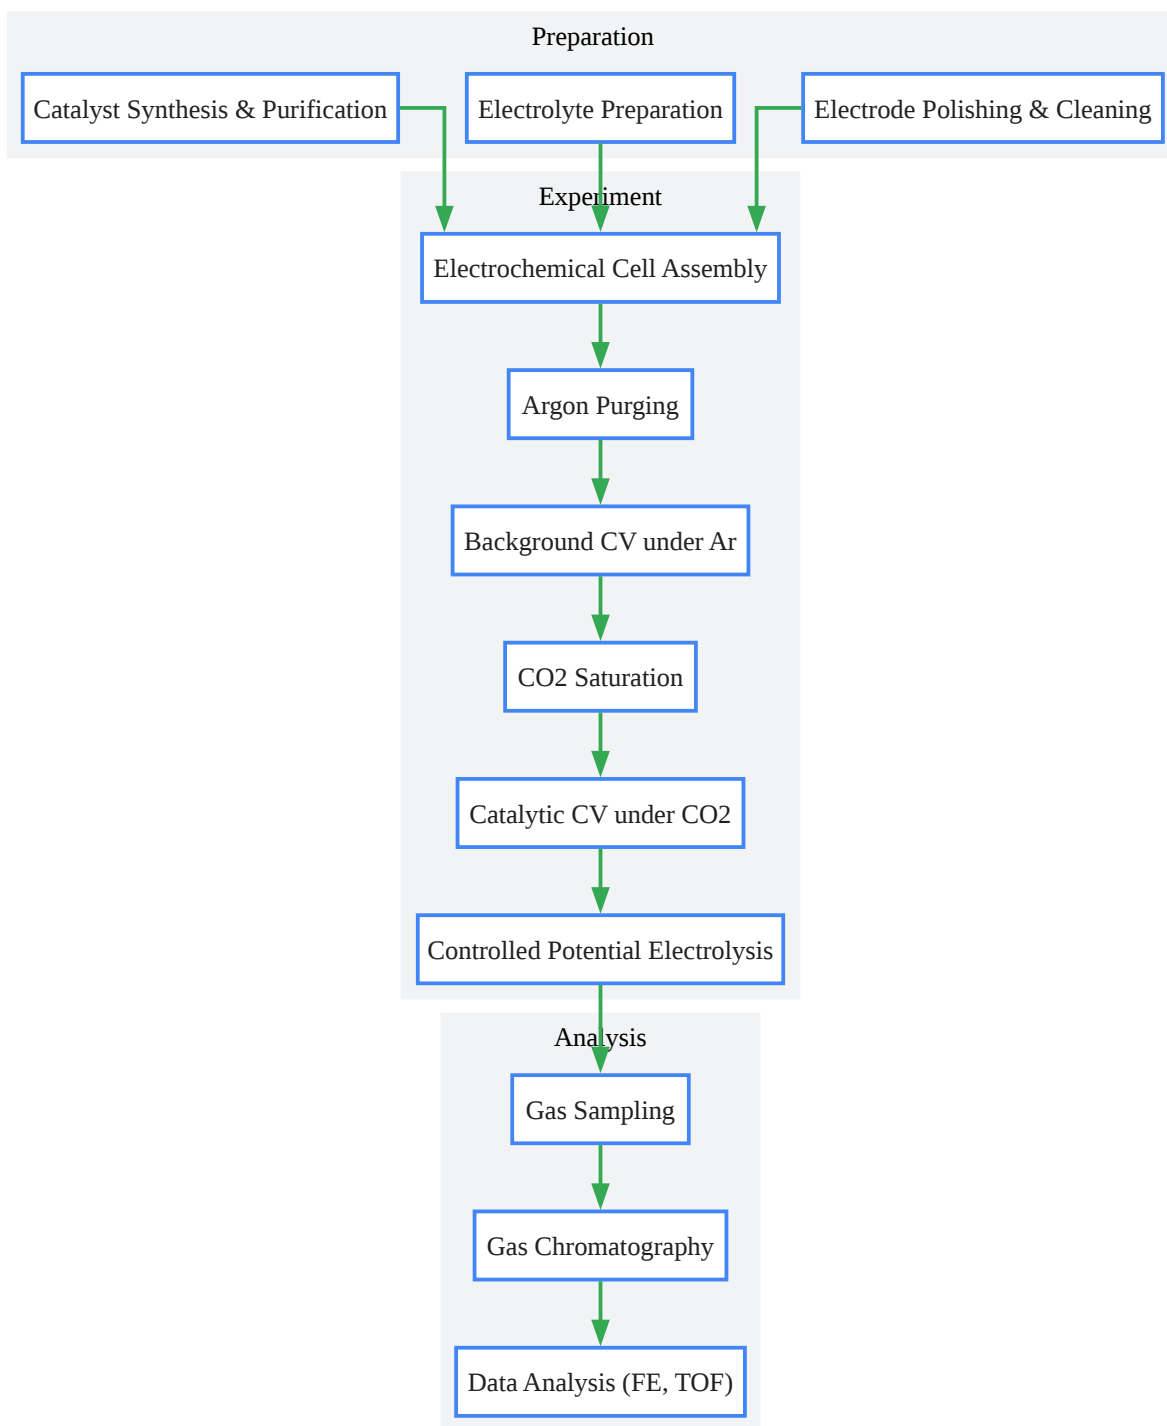 Preparation
Catalyst Synthesis & Purification
Electrolyte Preparation
Electrode Polishing & Cleaning
Experiment
Electrochemical Cell Assembly
Argon Purging
Background CV under Ar
CO2 Saturation
Catalytic CV under CO2
Controlled Potential Electrolysis
Analysis
Gas Sampling
Gas Chromatography
Data Analysis (FE, TOF)